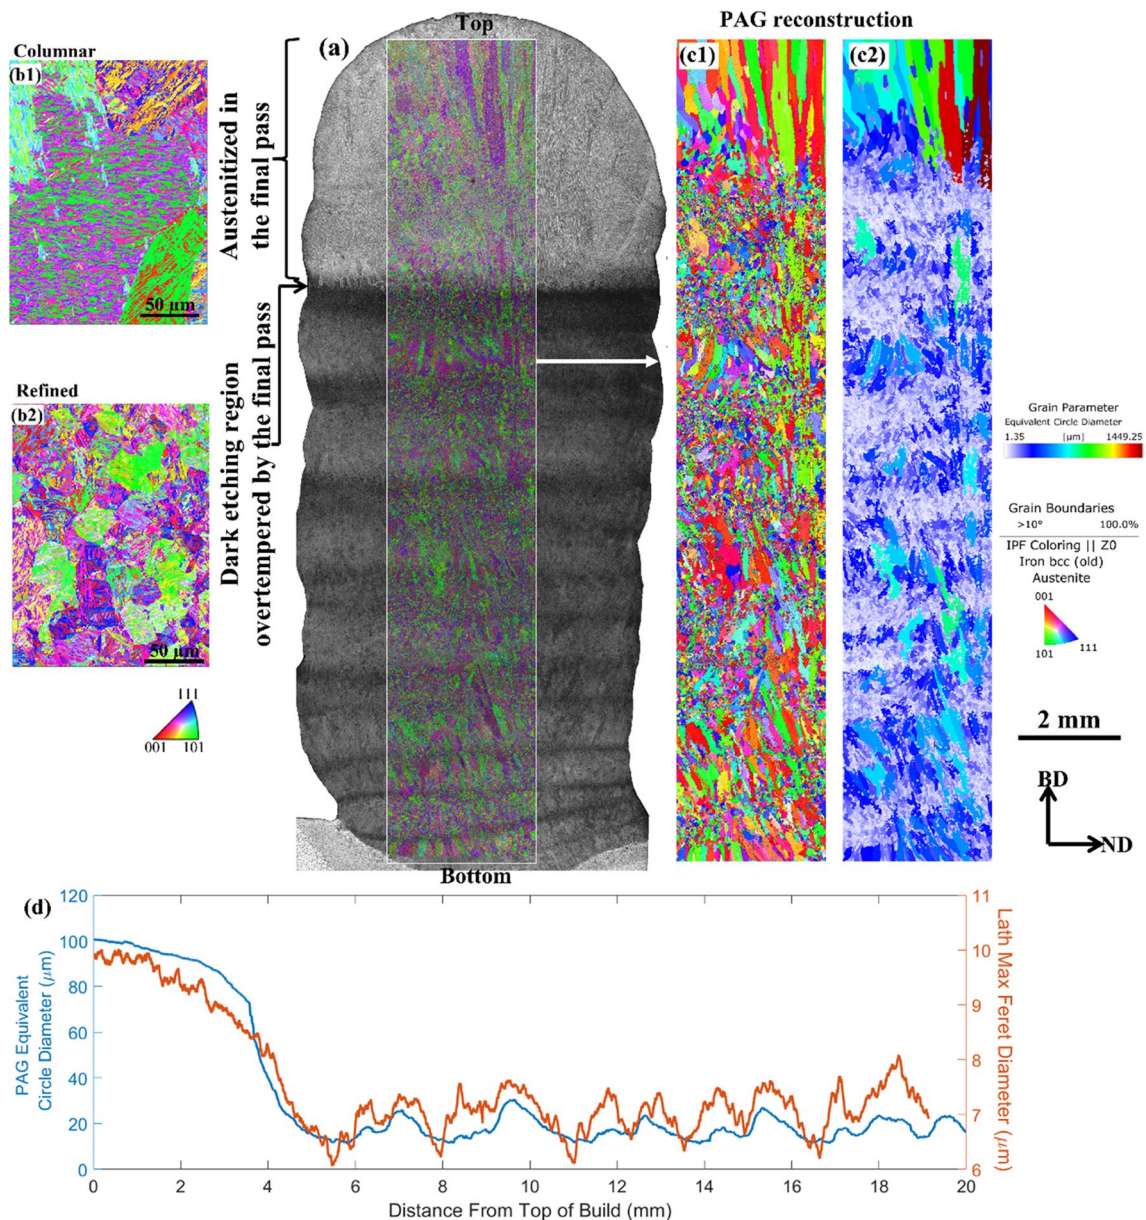 PAG reconstruction
Columnar
(b1)
50 μm
Refined
(b2)
50 μm
111
001
101
Austenitized in
the final pass
Dark etching region
overtempered by the final pass
(a)
Top
Bottom
(c1)
(c2)
Grain Parameter
Equivalent Circle Diameter
1.35 [μm] 1449.25
Grain Boundaries
>10° 100.0%
IPF Coloring || Z0
Iron bcc (old)
Austenite
001
101
111
2 mm
BD
ND
(d)
PAG Equivalent
Circle Diameter (μm)
120
100
80
60
40
20
0
11
10
9
8
7
6
Lath Max Feret Diameter (μm)
0 2 4 6 8 10 12 14 16 18 20
Distance From Top of Build (mm)